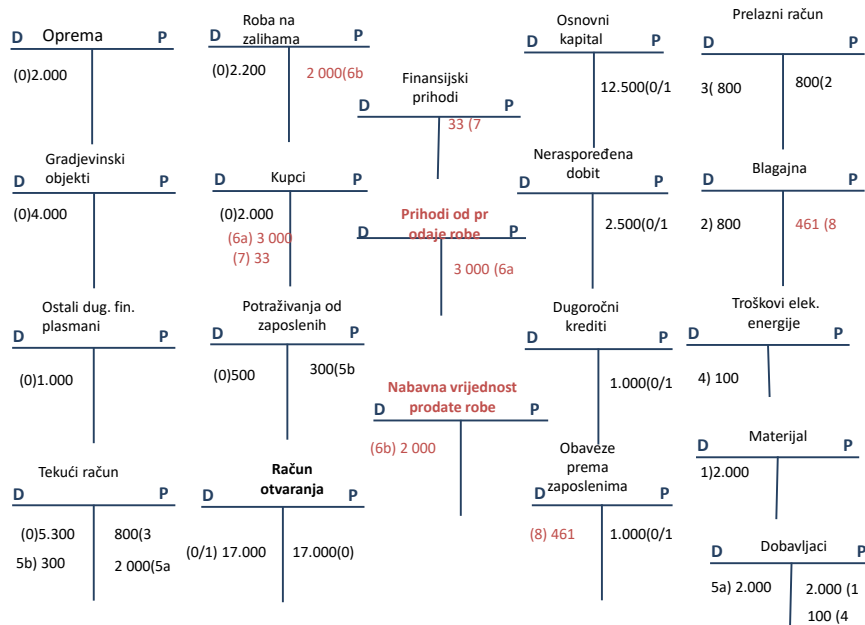 Oprema
D P
(0)2.000
Roba na
zalihama
D P
(0)2.200 2 000(6b
Finansijski
prihodi
D P
33 (7
Osnovni
kapital
D P
12.500(0/1
Prelazni račun
D P
3( 800 800(2
Gradjevinski
objekti
D P
(0)4.000
Kupci
D P
(0)2.000
(6a) 3 000
(7) 33
Prihodi od pr
odaje robe
D P
3 000 (6a
Neraspoređena
dobit
D P
2.500(0/1
Blagajna
D P
2) 800 461 (8
Ostali dug. fin.
plasmani
D P
(0)1.000
Potraživanja od
zaposlenih
D P
(0)500 300(5b
Nabavna vrijednost
prodate robe
D P
(6b) 2 000
Dugoročni
krediti
D P
1.000(0/1
Troškovi elek.
energije
D P
4) 100
Tekući račun
D P
(0)5.300 800(3
5b) 300 2 000(5a
Račun
otvaranja
D P
(0/1) 17.000 17.000(0)
Obaveze
prema
zaposlenima
D P
(8) 461 1.000(0/1
Materijal
D P
1)2.000
Dobavljaci
D P
5a) 2.000 2.000 (1
100 (4